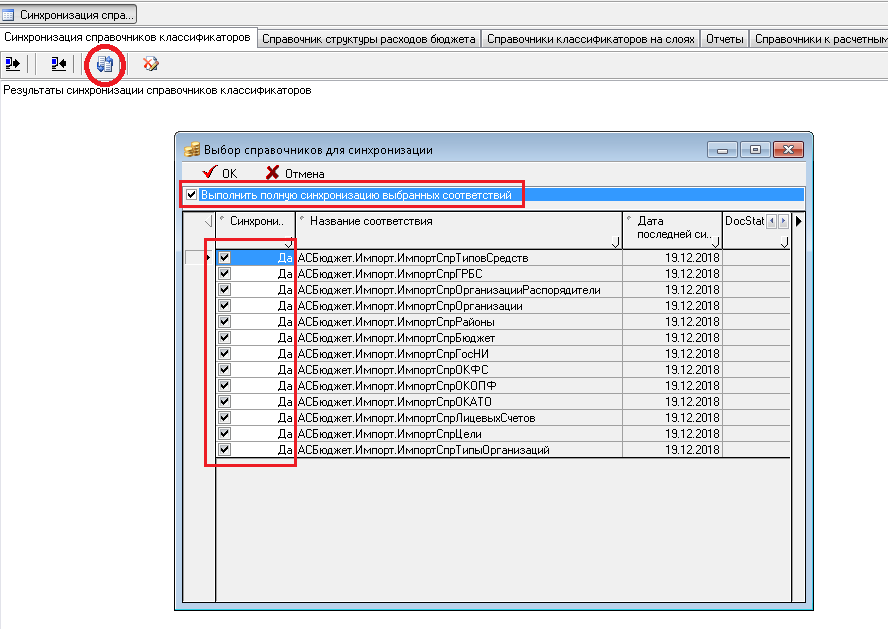 Синхронизация спра...
Синхронизация справочников классификаторов Справочник структуры расходов бюджета Справочники классификаторов на слоях Отчеты Справочники к расчетным
Результаты синхронизации справочников классификаторов
Выбор справочников для синхронизации
OK Отмена
Выполнить полную синхронизацию выбранных соответствий
Синхрони.. Название соответствия Дата последней си.. DocStat
Да АСБюджет.Импорт.ИмпортСпрТиповСредств 19.12.2018
Да АСБюджет.Импорт.ИмпортСпрГРБС 19.12.2018
Да АСБюджет.Импорт.ИмпортСпрОрганизацииРаспорядители 19.12.2018
Да АСБюджет.Импорт.ИмпортСпрОрганизации 19.12.2018
Да АСБюджет.Импорт.ИмпортСпрРайоны 19.12.2018
Да АСБюджет.Импорт.ИмпортСпрБюджет 19.12.2018
Да АСБюджет.Импорт.ИмпортСпрГосНИ 19.12.2018
Да АСБюджет.Импорт.ИмпортСпрОКФС 19.12.2018
Да АСБюджет.Импорт.ИмпортСпрОКОПФ 19.12.2018
Да АСБюджет.Импорт.ИмпортСпрОКАТО 19.12.2018
Да АСБюджет.Импорт.ИмпортСпрЛицевыхСчетов 19.12.2018
Да АСБюджет.Импорт.ИмпортСпрЦели 19.12.2018
Да АСБюджет.Импорт.ИмпортСпрТипыОрганизаций 19.12.2018